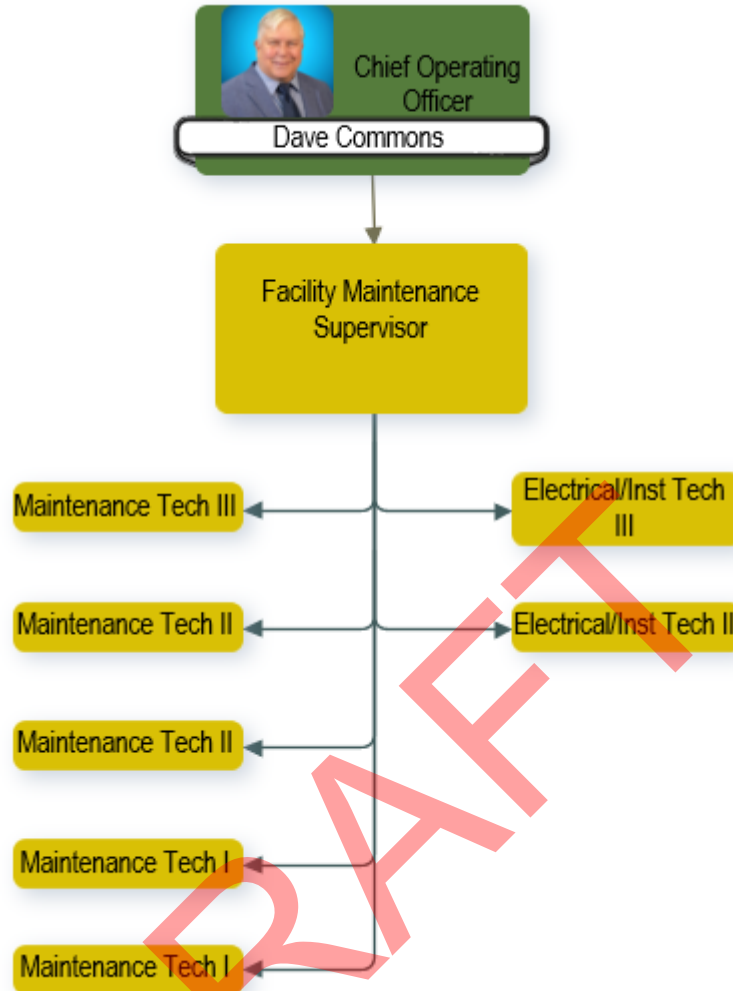 Chief Operating
Officer
Dave Commons
Facility Maintenance
Supervisor
Maintenance Tech III
Electrical/Inst Tech
III
Maintenance Tech II
Electrical/Inst Tech II
Maintenance Tech II
Maintenance Tech I
Maintenance Tech I
RAFT